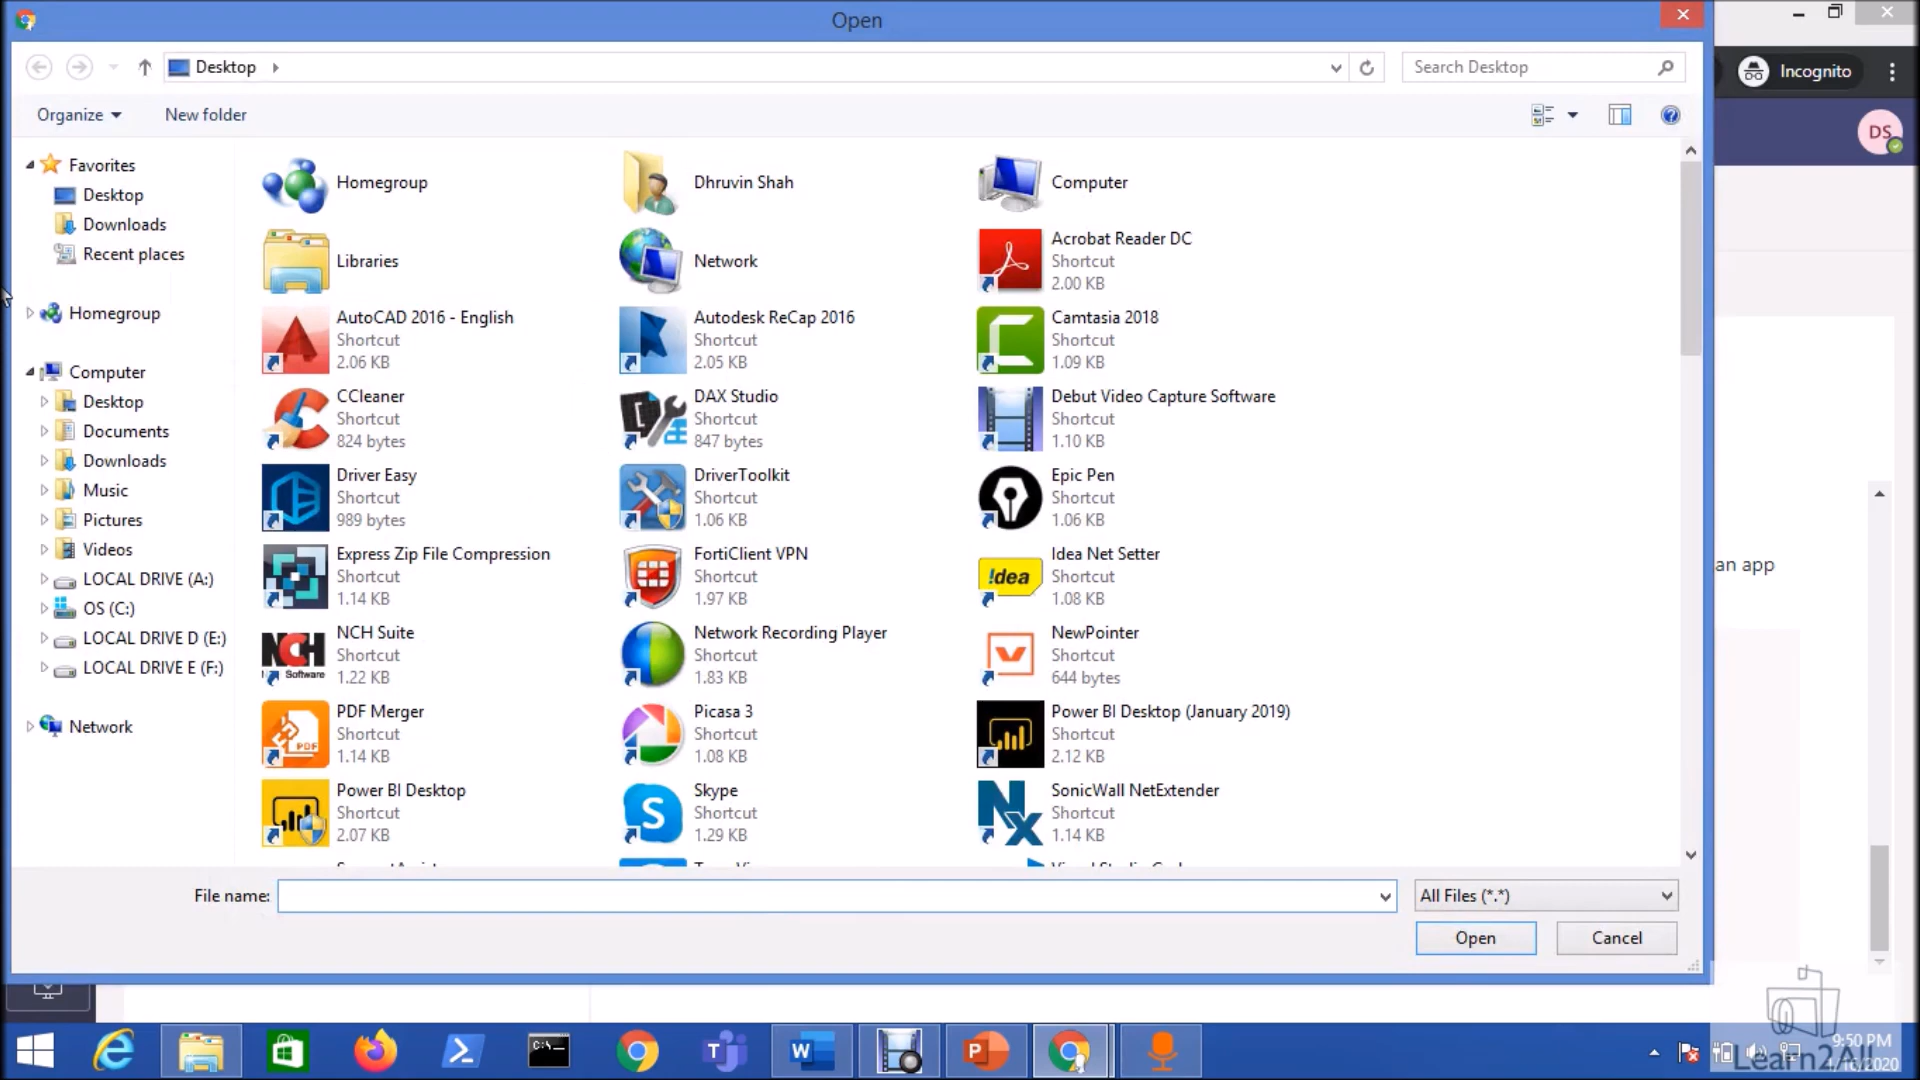 Open
Desktop
Search Desktop
Incognito
Organize
New folder
DS
Favorites
Desktop
Downloads
Recent places
Homegroup
Computer
Desktop
Documents
Downloads
Music
Pictures
Videos
LOCAL DRIVE (A:)
OS (C:)
LOCAL DRIVE D (E:)
LOCAL DRIVE E (F:)
Network
Homegroup
Dhruvin Shah
Computer
Libraries
Network
Acrobat Reader DC
Shortcut
2.00 KB
AutoCAD 2016 - English
Shortcut
2.06 KB
Autodesk ReCap 2016
Shortcut
2.05 KB
Camtasia 2018
Shortcut
1.09 KB
CCleaner
Shortcut
824 bytes
DAX Studio
Shortcut
847 bytes
Debut Video Capture Software
Shortcut
1.10 KB
Driver Easy
Shortcut
989 bytes
DriverToolkit
Shortcut
1.06 KB
Epic Pen
Shortcut
1.06 KB
Express Zip File Compression
Shortcut
1.14 KB
FortiClient VPN
Shortcut
1.97 KB
!dea
Idea Net Setter
Shortcut
1.08 KB
NCH
Software
NCH Suite
Shortcut
1.22 KB
Network Recording Player
Shortcut
1.83 KB
NewPointer
Shortcut
644 bytes
PDF
PDF Merger
Shortcut
1.14 KB
Picasa 3
Shortcut
1.08 KB
Power BI Desktop (January 2019)
Shortcut
2.12 KB
Power BI Desktop
Shortcut
2.07 KB
S
Skype
Shortcut
1.29 KB
Nx
SonicWall NetExtender
Shortcut
1.14 KB
an app
File name:
All Files (*.*)
Open
Cancel
9:50 PM
Learn2All